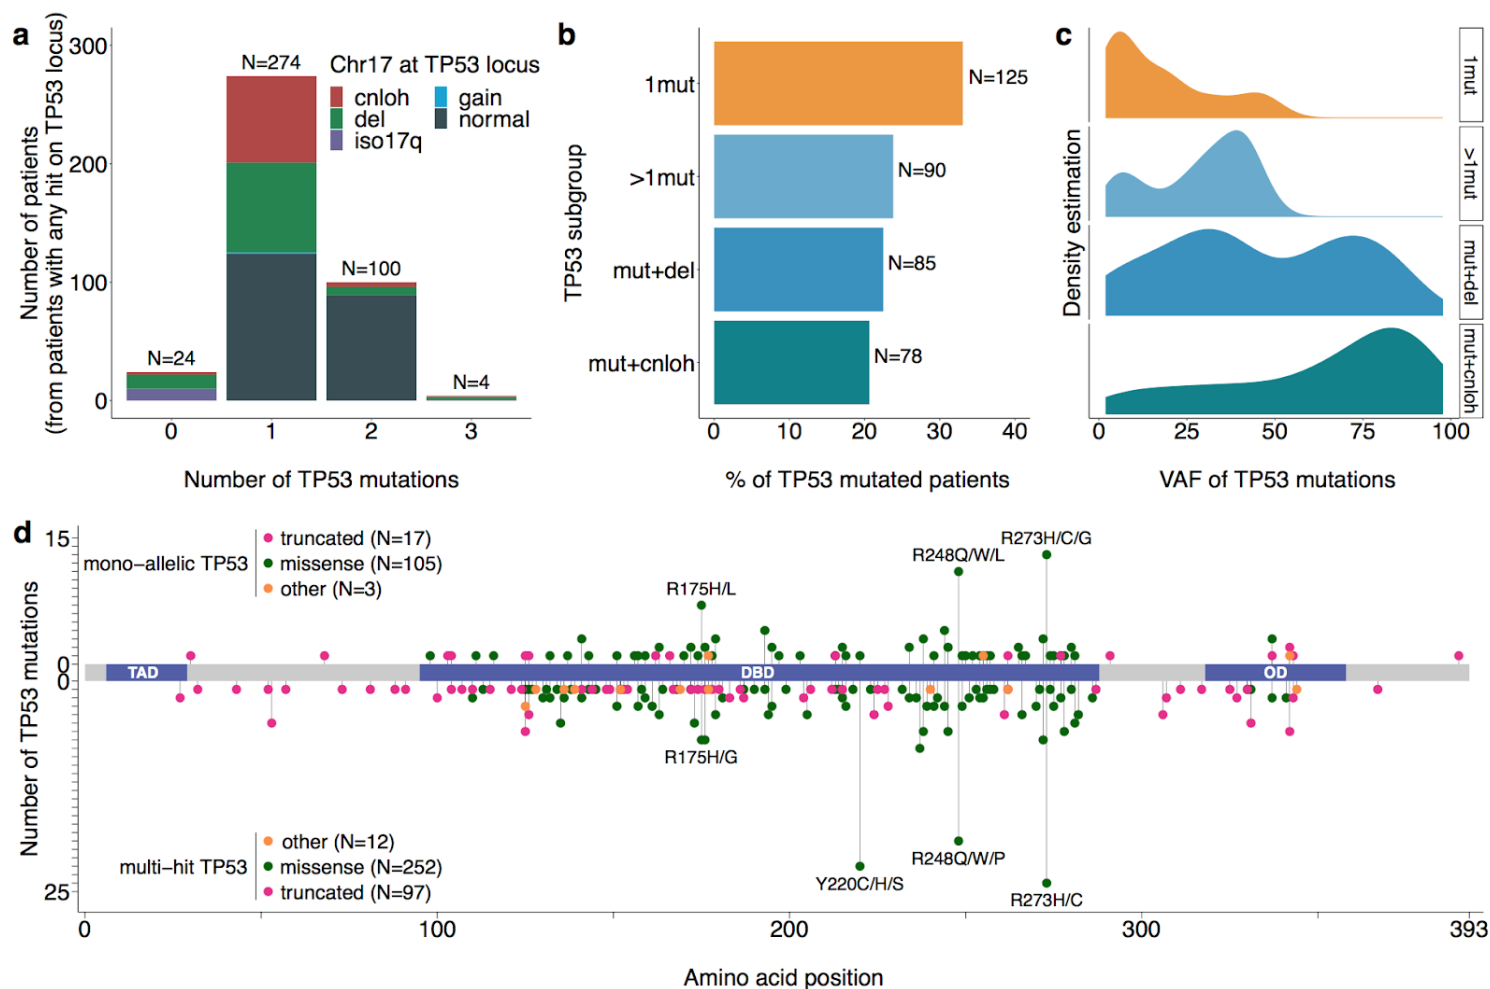 a
Number of patients
(from patients with any hit on TP53 locus)
300
200
100
0
N=24
N=274
N=100
N=4
Chr17 at TP53 locus
cnloh
del
iso17q
gain
normal
0 1 2 3
Number of TP53 mutations
b
TP53 subgroup
1mut
>1mut
mut+del
mut+cnloh
N=125
N=90
N=85
N=78
0 10 20 30 40
% of TP53 mutated patients
c
Density estimation
1mut
>1mut
mut+del
mut+cnloh
0 25 50 75 100
VAF of TP53 mutations
d
Number of TP53 mutations
15
0
0
25
mono-allelic TP53
truncated (N=17)
missense (N=105)
other (N=3)
R175H/L
R248Q/W/L
R273H/C/G
TAD DBD OD
R175H/G
Y220C/H/S
R248Q/W/P
R273H/C
multi-hit TP53
other (N=12)
missense (N=252)
truncated (N=97)
0 100 200 300 393
Amino acid position